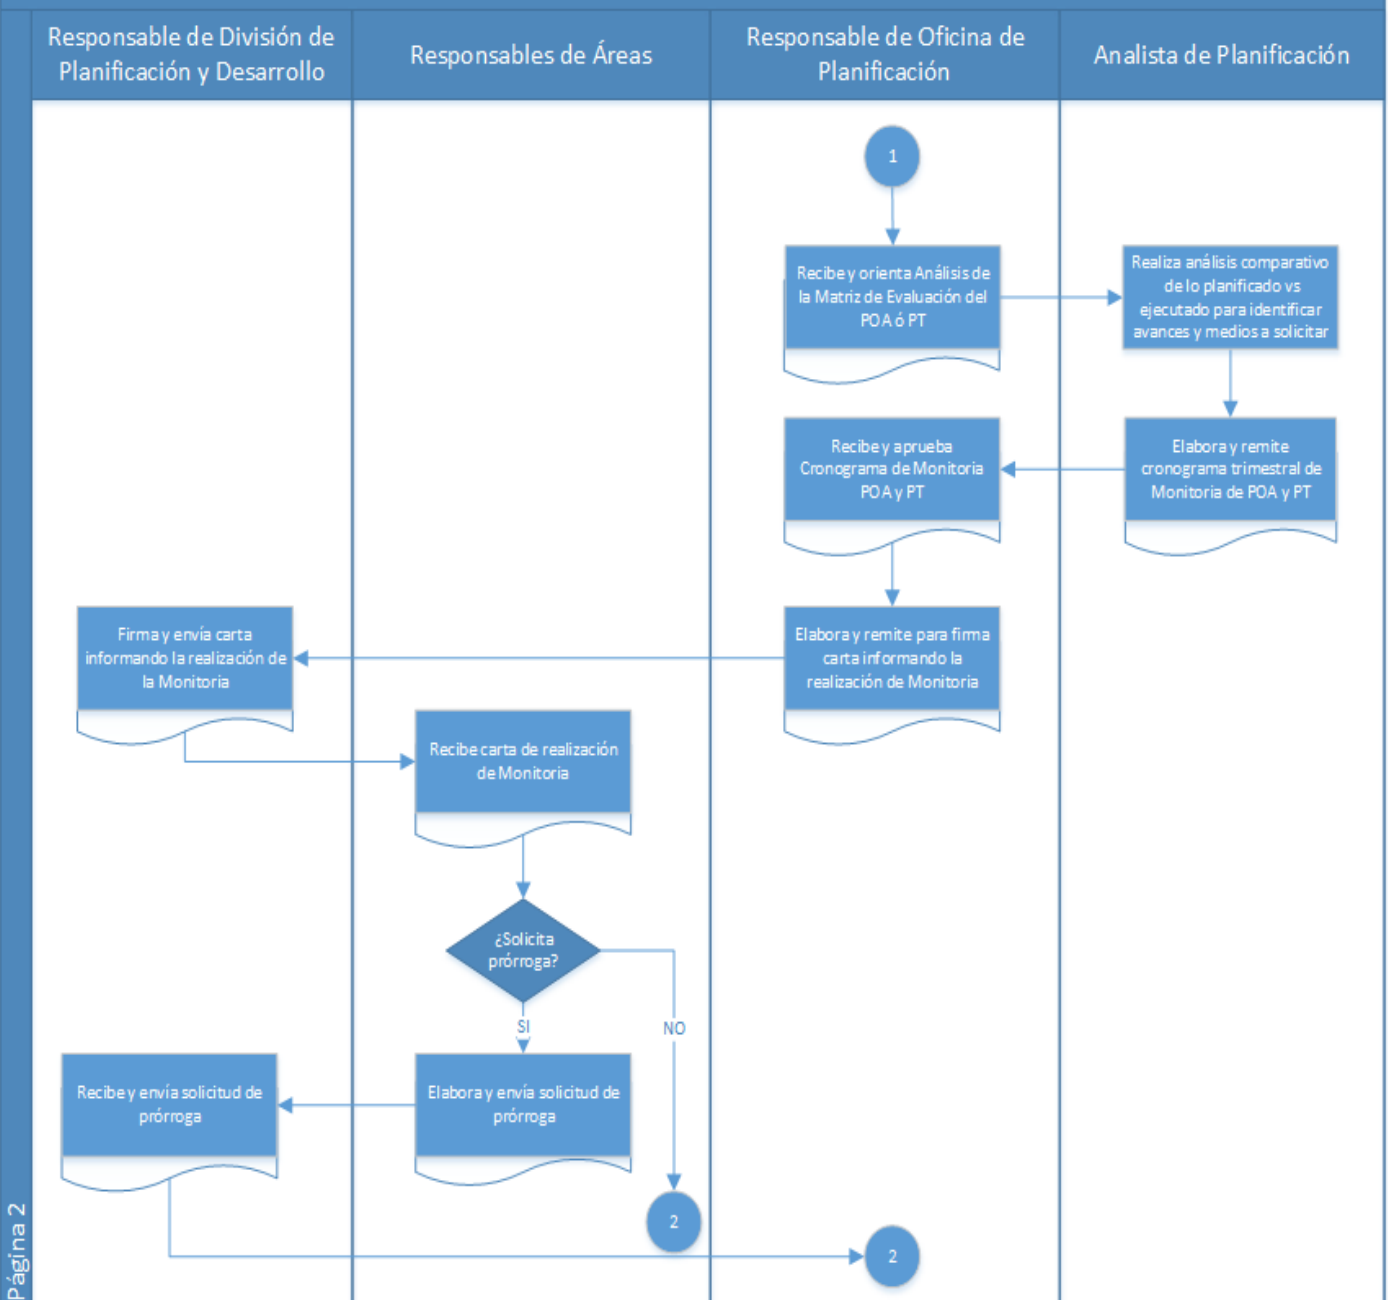 Responsable de División de
Planificación y Desarrollo
Responsables de Áreas
Responsable de Oficina de
Planificación
Analista de Planificación
1
Recibe y orienta Análisis de
la Matriz de Evaluación del
POA ó PT
Realiza análisis comparativo
de lo planificado vs
ejecutado para identificar
avances y medios a solicitar
Recibe y aprueba
Cronograma de Monitoria
POA y PT
Elabora y remite
cronograma trimestral de
Monitoria de POA y PT
Firma y envía carta
informando la realización de
la Monitoria
Elabora y remite para firma
carta informando la
realización de Monitoria
Recibe carta de realización
de Monitoria
¿Solicita
prórroga?
SI
NO
Recibe y envía solicitud de
prórroga
Elabora y envía solicitud de
prórroga
2
2
Página 2